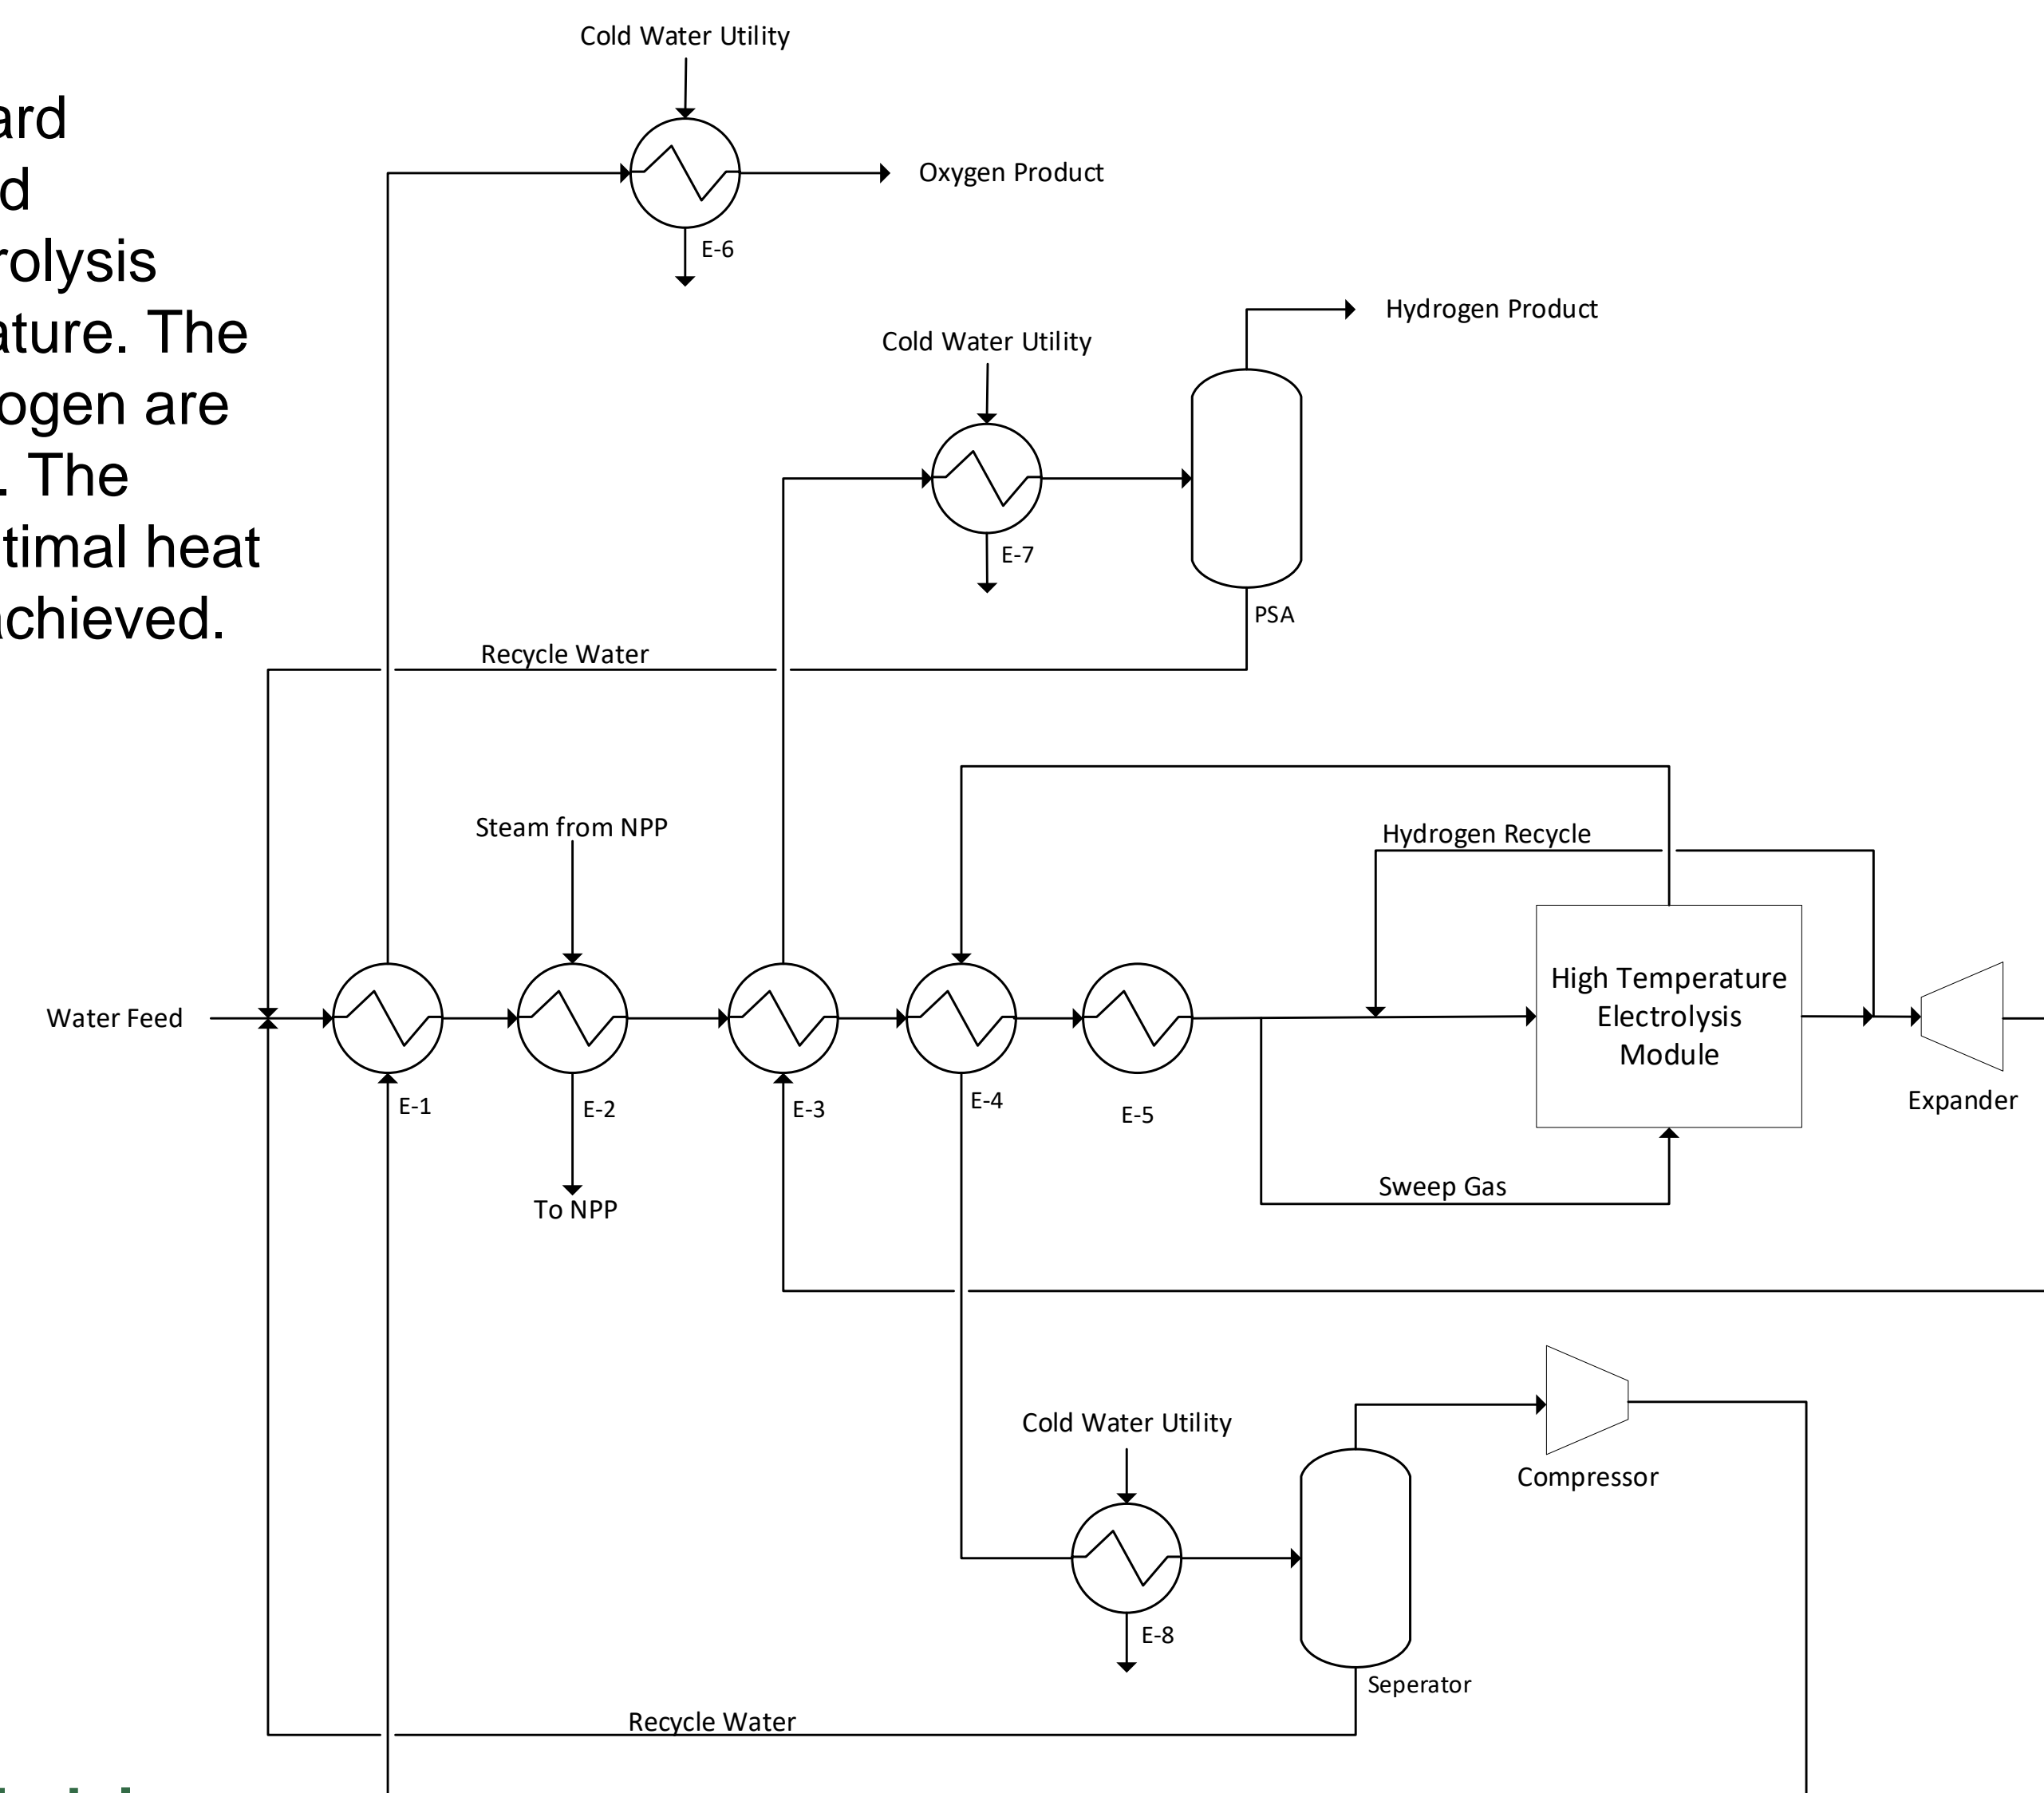 Cold Water Utility
ard
d
rolysis
ature. The
ogen are
. The
timal heat
achieved.
Oxygen Product
E-6
Hydrogen Product
Cold Water Utility
E-7
PSA
Recycle Water
Steam from NPP
Hydrogen Recycle
High Temperature
Electrolysis
Module
Water Feed
E-1
E-2
E-3
E-4
E-5
Expander
Sweep Gas
To NPP
Cold Water Utility
Compressor
E-8
Seperator
Recycle Water